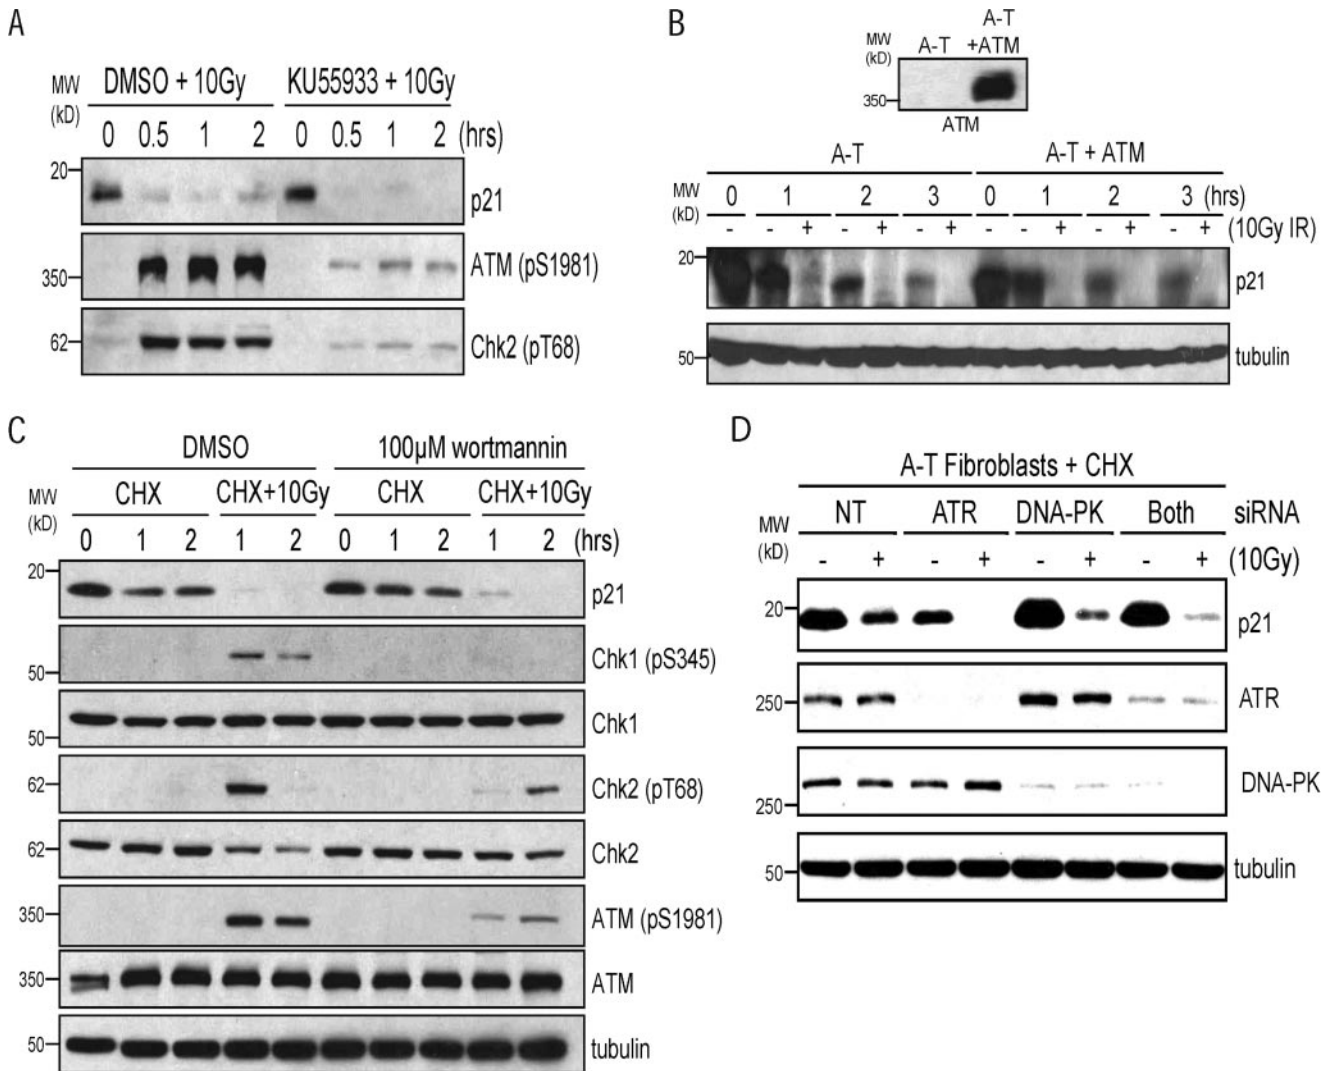 A
MW
(kD)
DMSO + 10Gy KU55933 + 10Gy
0 0.5 1 2 0 0.5 1 2 (hrs)
20 p21
350 ATM (pS1981)
62 Chk2 (pT68)
B
MW
(kD)
A-T A-T
+ATM
350
ATM
A-T A-T + ATM
MW
(kD)
0 1 2 3 0 1 2 3 (hrs)
- - + - + - + - - + - + - + (10Gy IR)
20 p21
50 tubulin
C
DMSO 100µM wortmannin
MW
(kD)
CHX CHX+10Gy CHX CHX+10Gy
0 1 2 1 2 0 1 2 1 2 (hrs)
20 p21
50 Chk1 (pS345)
50 Chk1
62 Chk2 (pT68)
62 Chk2
350 ATM (pS1981)
350 ATM
50 tubulin
D
A-T Fibroblasts + CHX
MW
(kD)
NT ATR DNA-PK Both siRNA
- + - + - + - + (10Gy)
20 p21
250 ATR
250 DNA-PK
50 tubulin